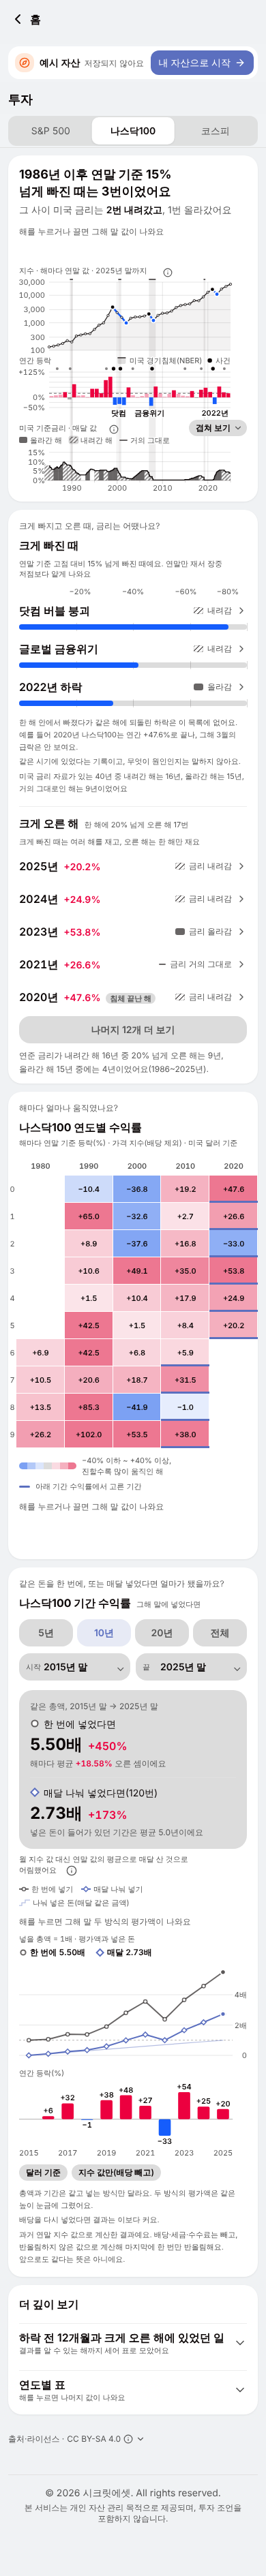 홈
예시 자산 저장되지 않아요 내 자산으로 시작 →
투자
S&P 500 나스닥100 코스피
1986년 이후 연말 기준 15%
넘게 빠진 때는 3번이었어요
그 사이 미국 금리는 2번 내려갔고, 1번 올라갔어요
해를 누르거나 끌면 그해 말 값이 나와요
지수 · 해마다 연말 값 · 2025년 말까지
30,000
10,000
3,000
1,000
300
100
미국 경기침체(NBER) 사건
연간 등락
+125%
0%
−50%
닷컴 금융위기 2022년
미국 기준금리 · 매달 값
겹쳐 보기
올라간 해 내려간 해 거의 그대로
15%
10%
5%
0%
1990 2000 2010 2020
크게 빠지고 오른 때, 금리는 어땠나요?
크게 빠진 때
연말 기준 고점 대비 15% 넘게 빠진 때예요. 연말만 재서 장중
저점보다 얕게 나와요
−20% −40% −60% −80%
닷컴 버블 붕괴 내려감
글로벌 금융위기 내려감
2022년 하락 올라감
한 해 안에서 빠졌다가 같은 해에 되돌린 하락은 이 목록에 없어요.
예를 들어 2020년 나스닥100는 연간 +47.6%로 끝나, 그해 3월의
급락은 안 보여요.
같은 시기에 있었다는 기록이고, 무엇이 원인인지는 말하지 않아요.
미국 금리 자료가 있는 40년 중 내려간 해는 16년, 올라간 해는 15년,
거의 그대로인 해는 9년이었어요
크게 오른 해 한 해에 20% 넘게 오른 해 17번
크게 빠진 때는 여러 해를 재고, 오른 해는 한 해만 재요
2025년 +20.2% 금리 내려감
2024년 +24.9% 금리 내려감
2023년 +53.8% 금리 올라감
2021년 +26.6% 금리 거의 그대로
2020년 +47.6% 침체 끝난 해 금리 내려감
나머지 12개 더 보기
연준 금리가 내려간 해 16년 중 20% 넘게 오른 해는 9년,
올라간 해 15년 중에는 4년이었어요(1986~2025년).
해마다 얼마나 움직였나요?
나스닥100 연도별 수익률
해마다 연말 기준 등락(%) · 가격 지수(배당 제외) · 미국 달러 기준
1980 1990 2000 2010 2020
0 −10.4 −36.8 +19.2 +47.6
1 +65.0 −32.6 +2.7 +26.6
2 +8.9 −37.6 +16.8 −33.0
3 +10.6 +49.1 +35.0 +53.8
4 +1.5 +10.4 +17.9 +24.9
5 +42.5 +1.5 +8.4 +20.2
6 +6.9 +42.5 +6.8 +5.9
7 +10.5 +20.6 +18.7 +31.5
8 +13.5 +85.3 −41.9 −1.0
9 +26.2 +102.0 +53.5 +38.0
−40% 이하 ~ +40% 이상,
진할수록 많이 움직인 해
아래 기간 수익률에서 고른 기간
해를 누르거나 끌면 그해 말 값이 나와요
같은 돈을 한 번에, 또는 매달 넣었다면 얼마가 됐을까요?
나스닥100 기간 수익률 그해 말에 넣었다면
5년 10년 20년 전체
시작 2015년 말 끝 2025년 말
같은 총액, 2015년 말 → 2025년 말
한 번에 넣었다면
5.50배 +450%
해마다 평균 +18.58% 오른 셈이에요
매달 나눠 넣었다면(120번)
2.73배 +173%
넣은 돈이 들어가 있던 기간은 평균 5.0년이에요
월 지수 값 대신 연말 값의 평균으로 매달 산 것으로
어림했어요
한 번에 넣기 매달 나눠 넣기
나눠 넣은 돈(매달 같은 금액)
해를 누르면 그해 말 두 방식의 평가액이 나와요
넣을 총액 = 1배 · 평가액과 넣은 돈
한 번에 5.50배 매달 2.73배
4배
2배
0
연간 등락(%)
+6 +32 −1 +38 +48 +27 −33 +54 +25 +20
2015 2017 2019 2021 2023 2025
달러 기준 지수 값만(배당 빼고)
총액과 기간은 같고 넣는 방식만 달라요. 두 방식의 평가액은 같은
높이 눈금에 그렸어요.
배당을 다시 넣었다면 결과는 이보다 커요.
과거 연말 지수 값으로 계산한 결과예요. 배당·세금·수수료는 빼고,
반올림하지 않은 값으로 계산해 마지막에 한 번만 반올림해요.
앞으로도 같다는 뜻은 아니에요.
더 깊이 보기
하락 전 12개월과 크게 오른 해에 있었던 일
결과를 알 수 있는 해까지 세어 표로 모았어요
연도별 표
해를 누르면 나머지 값이 나와요
출처·라이선스 · CC BY-SA 4.0
© 2026 시크릿에셋. All rights reserved.
본 서비스는 개인 자산 관리 목적으로 제공되며, 투자 조언을
포함하지 않습니다.